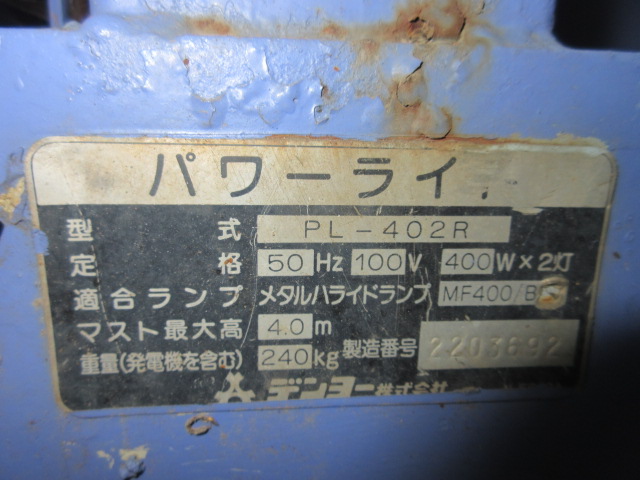 パワーライ
型式 PL-402R
定格 50 Hz 100 V 400 W×2灯
適合ランプ メタルハライドランプ MF400/B
マスト最大高 4.0 m
重量(発電機を含む) 240kg 製造番号 2203692
デンヨー株式会社